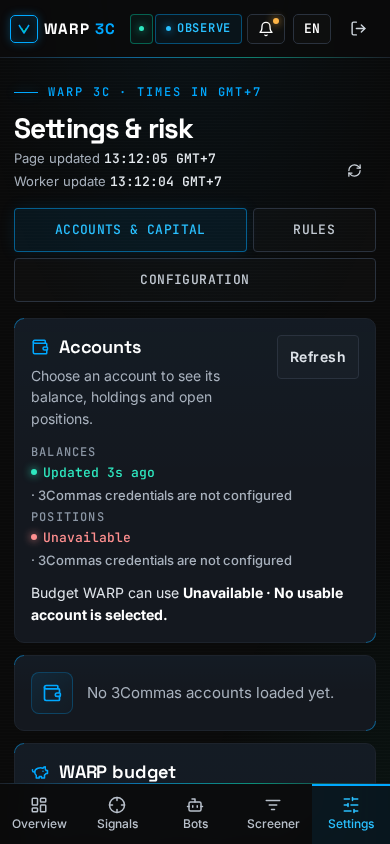 WARP 3C
OBSERVE
EN
WARP 3C · TIMES IN GMT+7
Settings & risk
Page updated 13:12:05 GMT+7
Worker update 13:12:04 GMT+7
ACCOUNTS & CAPITAL
RULES
CONFIGURATION
Accounts
Refresh
Choose an account to see its
balance, holdings and open
positions.
BALANCES
Updated 3s ago
· 3Commas credentials are not configured
POSITIONS
Unavailable
· 3Commas credentials are not configured
Budget WARP can use Unavailable · No usable
account is selected.
No 3Commas accounts loaded yet.
WARP budget
Overview
Signals
Bots
Screener
Settings